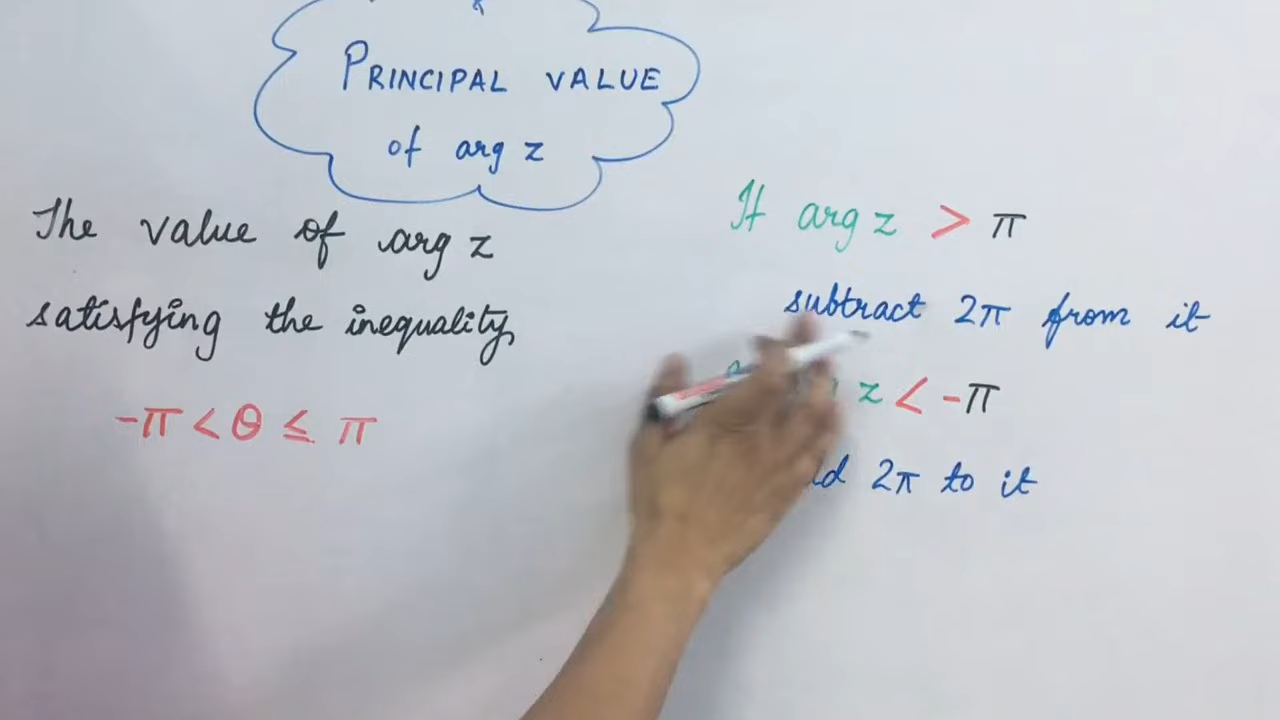 PRINCIPAL VALUE
of arg z
The value of arg z
satisfying the inequality,
-π < θ ≤ π
If arg z > π
subtract 2π from it
z < -π
2π to it